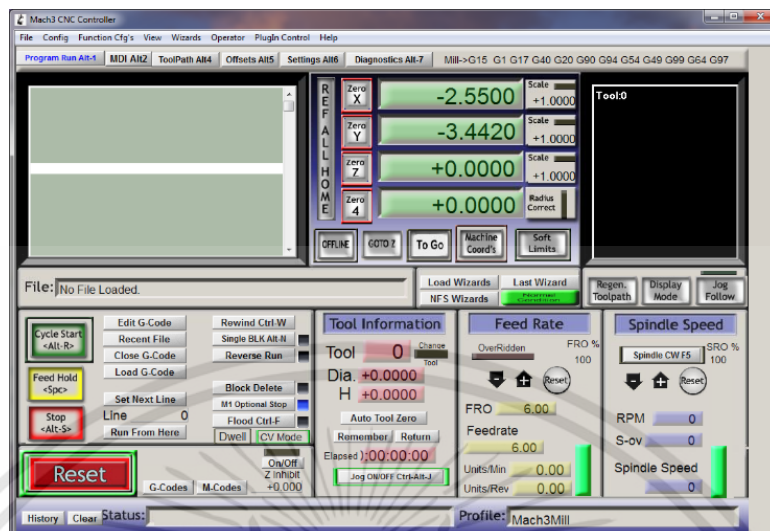 Mach3 CNC Controller
File Config Function Cfg's View Wizards Operator PlugIn Control Help
Program Run Alt-1 MDI Alt2 ToolPath Alt4 Offsets Alt5 Settings Alt6 Diagnostics Alt-7 Mill->G15 G1 G17 G40 G20 G90 G94 G54 G49 G99 G64 G97
REF ALL HOME
Zero X -2.5500 Scale +1.0000
Zero Y -3.4420 Scale +1.0000
Zero Z +0.0000 Scale +1.0000
Zero 4 +0.0000 Radius Correct
OFFLINE GOTO Z To Go Machine Coord's Soft Limits
Tool:0
File: No File Loaded.
Load Wizards Last Wizard
NFS Wizards Normal Condition
Regen. Toolpath Display Mode Jog Follow
Cycle Start <Alt-R>
Feed Hold <Spc>
Stop <Alt-S>
Edit G-Code
Recent File
Close G-Code
Load G-Code
Set Next Line
Line 0
Run From Here
Rewind Ctrl-W
Single BLK Alt-N
Reverse Run
Block Delete
M1 Optional Stop
Flood Ctrl-F
Dwell CV Mode
Reset
G-Codes M-Codes
On/Off
Z Inhibit
+0.000
Tool Information
Tool 0 Change Tool
Dia. +0.0000
H +0.0000
Auto Tool Zero
Remember Return
Elapsed 00:00:00
Jog ON/OFF Ctrl-Alt-J
Feed Rate
OverRidden FRO % 100
Reset
FRO 6.00
Feedrate
6.00
Units/Min 0.00
Units/Rev 0.00
Spindle Speed
Spindle CW F5 SRO % 100
Reset
RPM 0
S-ov 0
Spindle Speed
0
History Clear Status: Profile: Mach3Mill